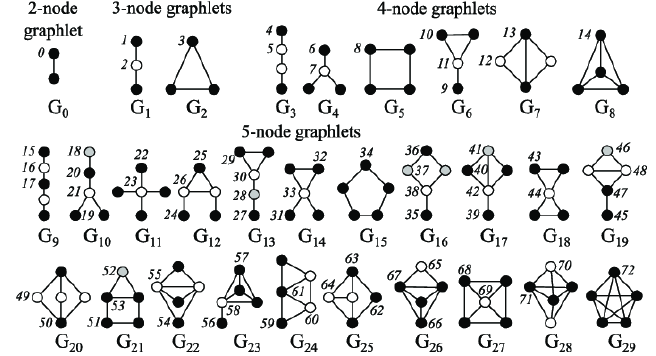 2-node graphlet
3-node graphlets
4-node graphlets
0
1
2
3
4
5
6
7
8
10
11
9
13
12
14
G0
G1
G2
G3
G4
G5
G6
G7
G8
5-node graphlets
15
16
17
18
20
21
19
22
23
25
26
24
29
30
28
27
32
33
31
34
36
37
38
35
41
40
42
39
43
44
46
48
47
45
G9
G10
G11
G12
G13
G14
G15
G16
G17
G18
G19
49
50
52
53
51
55
54
57
58
56
61
60
59
63
64
62
65
67
66
68
69
70
71
72
G20
G21
G22
G23
G24
G25
G26
G27
G28
G29